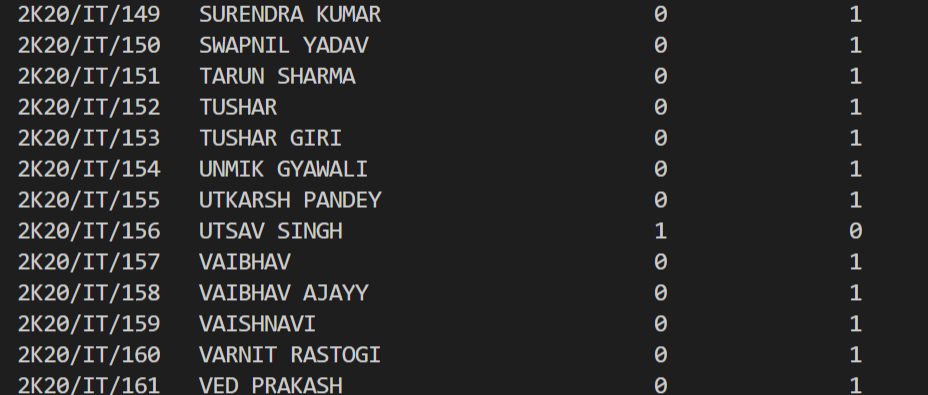 2K20/IT/149 SURENDRA KUMAR 0 1
2K20/IT/150 SWAPNIL YADAV 0 1
2K20/IT/151 TARUN SHARMA 0 1
2K20/IT/152 TUSHAR 0 1
2K20/IT/153 TUSHAR GIRI 0 1
2K20/IT/154 UNMIK GYAWALI 0 1
2K20/IT/155 UTKARSH PANDEY 0 1
2K20/IT/156 UTSAV SINGH 1 0
2K20/IT/157 VAIBHAV 0 1
2K20/IT/158 VAIBHAV AJAYY 0 1
2K20/IT/159 VAISHNAVI 0 1
2K20/IT/160 VARNIT RASTOGI 0 1
2K20/IT/161 VED PRAKASH 0 1